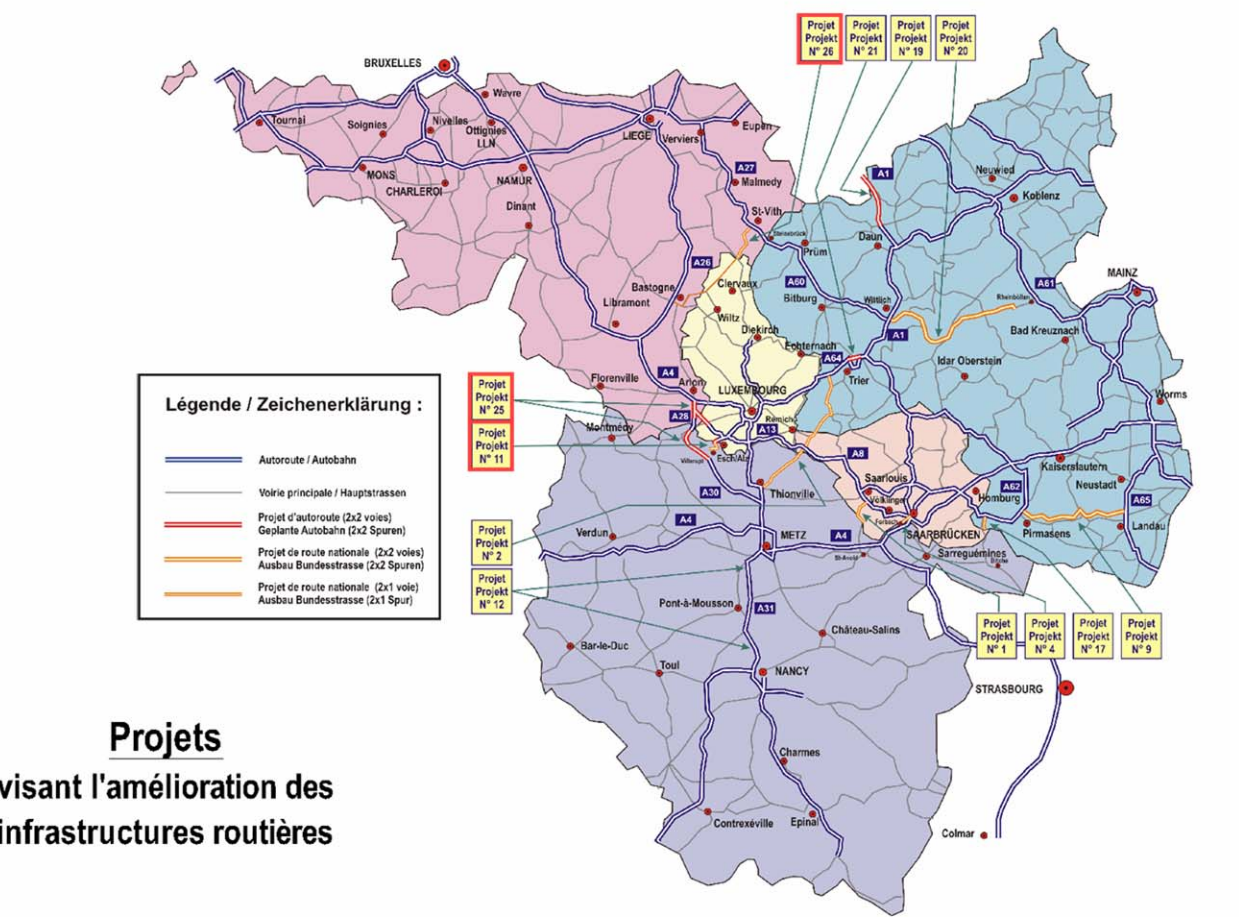 Projet
Projekt
N° 26
Projet
Projekt
N° 21
Projet
Projekt
N° 19
Projet
Projekt
N° 20
BRUXELLES
Wavre
Tournai
Soignies
Nivelles
Ottignies
LLN
LIEGE
Verviers
Eupen
MONS
CHARLEROI
NAMUR
A27
Malmedy
Dinant
St-Vith
A1
Neuwied
Koblenz
Daun
Prüm
A26
Bastogne
Clervaux
A60
A61
MAINZ
Libramont
Wiltz
Bitburg
Wittlich
Diekirch
A1
Bad Kreuznach
Echternach
A64
Idar Oberstein
Trier
A4
Arlon
Florenville
LUXEMBOURG
Worms
A28
Remich
A13
Montmédy
Esch/Alz
A8
Kaiserslautern
Saarlouis
A62
Homburg
Neustadt
A65
A30
Thionville
Völklingen
Landau
Verdun
A4
METZ
A4
SAARBRÜCKEN
Pirmasens
Sarreguémines
Bitche
Projet
Projekt
N° 25
Projet
Projekt
N° 11
Projet
Projekt
N° 2
Projet
Projekt
N° 12
Pont-à-Mousson
A31
Château-Salins
Bar-le-Duc
Toul
NANCY
Projet
Projekt
N° 1
Projet
Projekt
N° 4
Projet
Projekt
N° 17
Projet
Projekt
N° 9
STRASBOURG
Charmes
Contrexéville
Epinal
Colmar
Légende / Zeichenerklärung :
Autoroute / Autobahn
Voirie principale / Hauptstrassen
Projet d'autoroute (2x2 voies)
Geplante Autobahn (2x2 Spuren)
Projet de route nationale (2x2 voies)
Ausbau Bundesstrasse (2x2 Spuren)
Projet de route nationale (2x1 voie)
Ausbau Bundesstrasse (2x1 Spur)
Projets
visant l'amélioration des
infrastructures routières